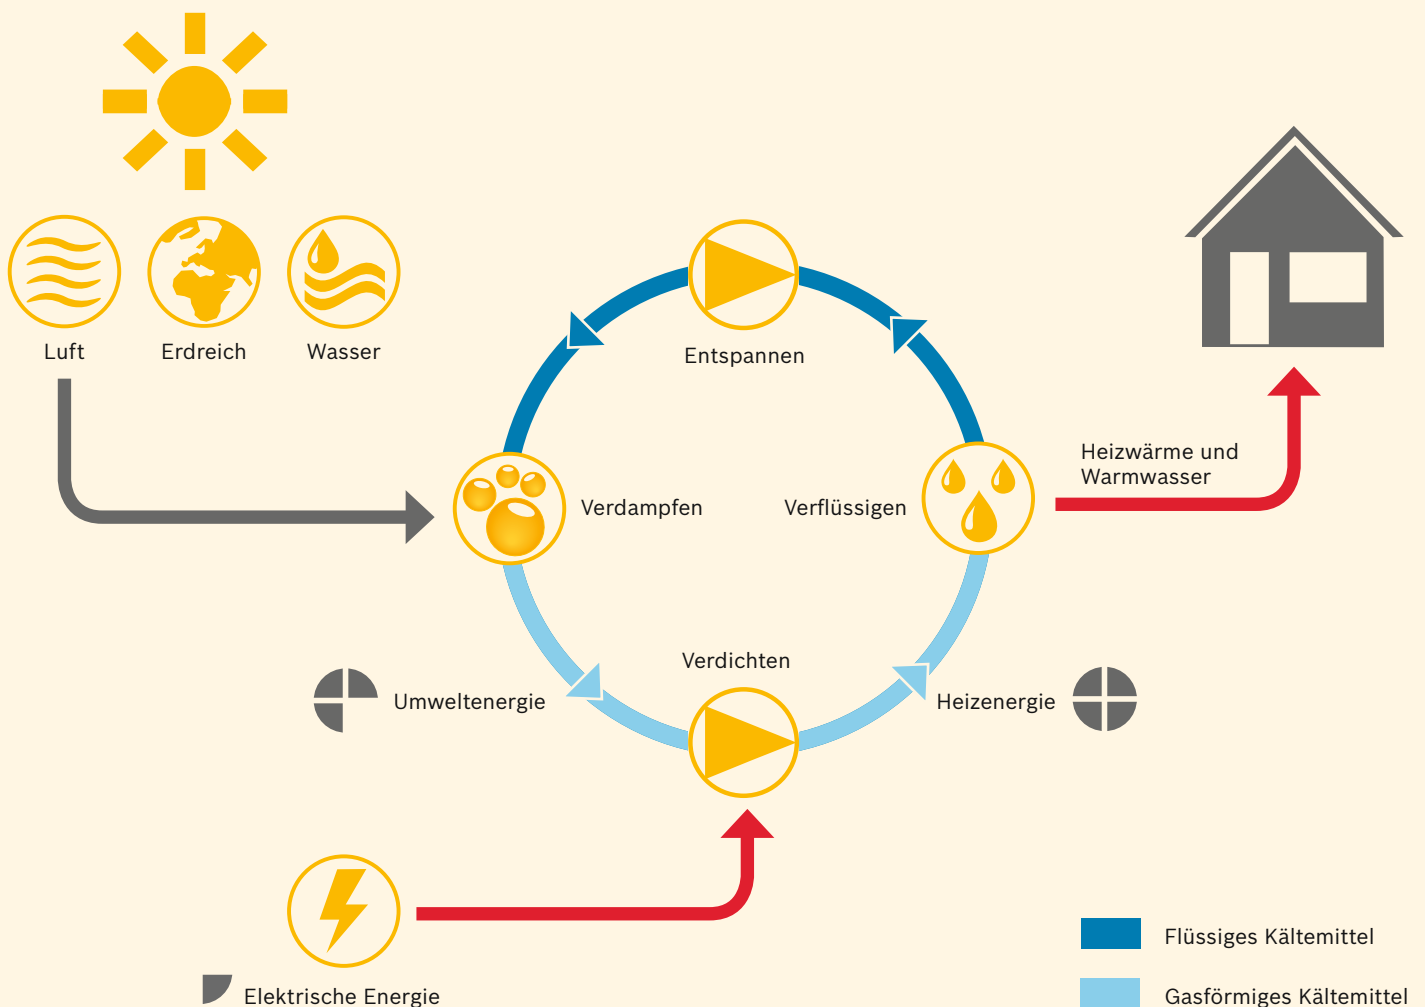 Luft
Erdreich
Wasser
Entspannen
Heizwärme und
Warmwasser
Verdampfen
Verflüssigen
Verdichten
Umweltenergie
Heizenergie
Flüssiges Kältemittel
Elektrische Energie
Gasförmiges Kältemittel